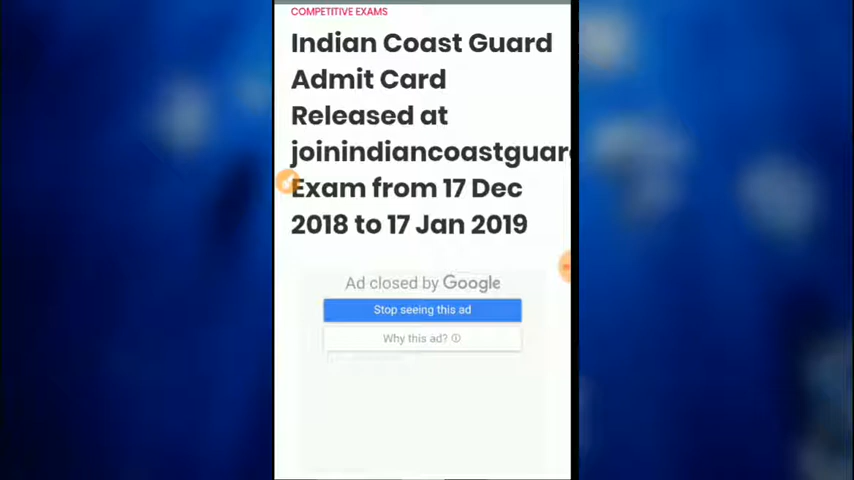 COMPETITIVE EXAMS
Indian Coast Guard
Admit Card
Released at
joinindiancoastguard
Exam from 17 Dec
2018 to 17 Jan 2019
Ad closed by Google
Stop seeing this ad
Why this ad?